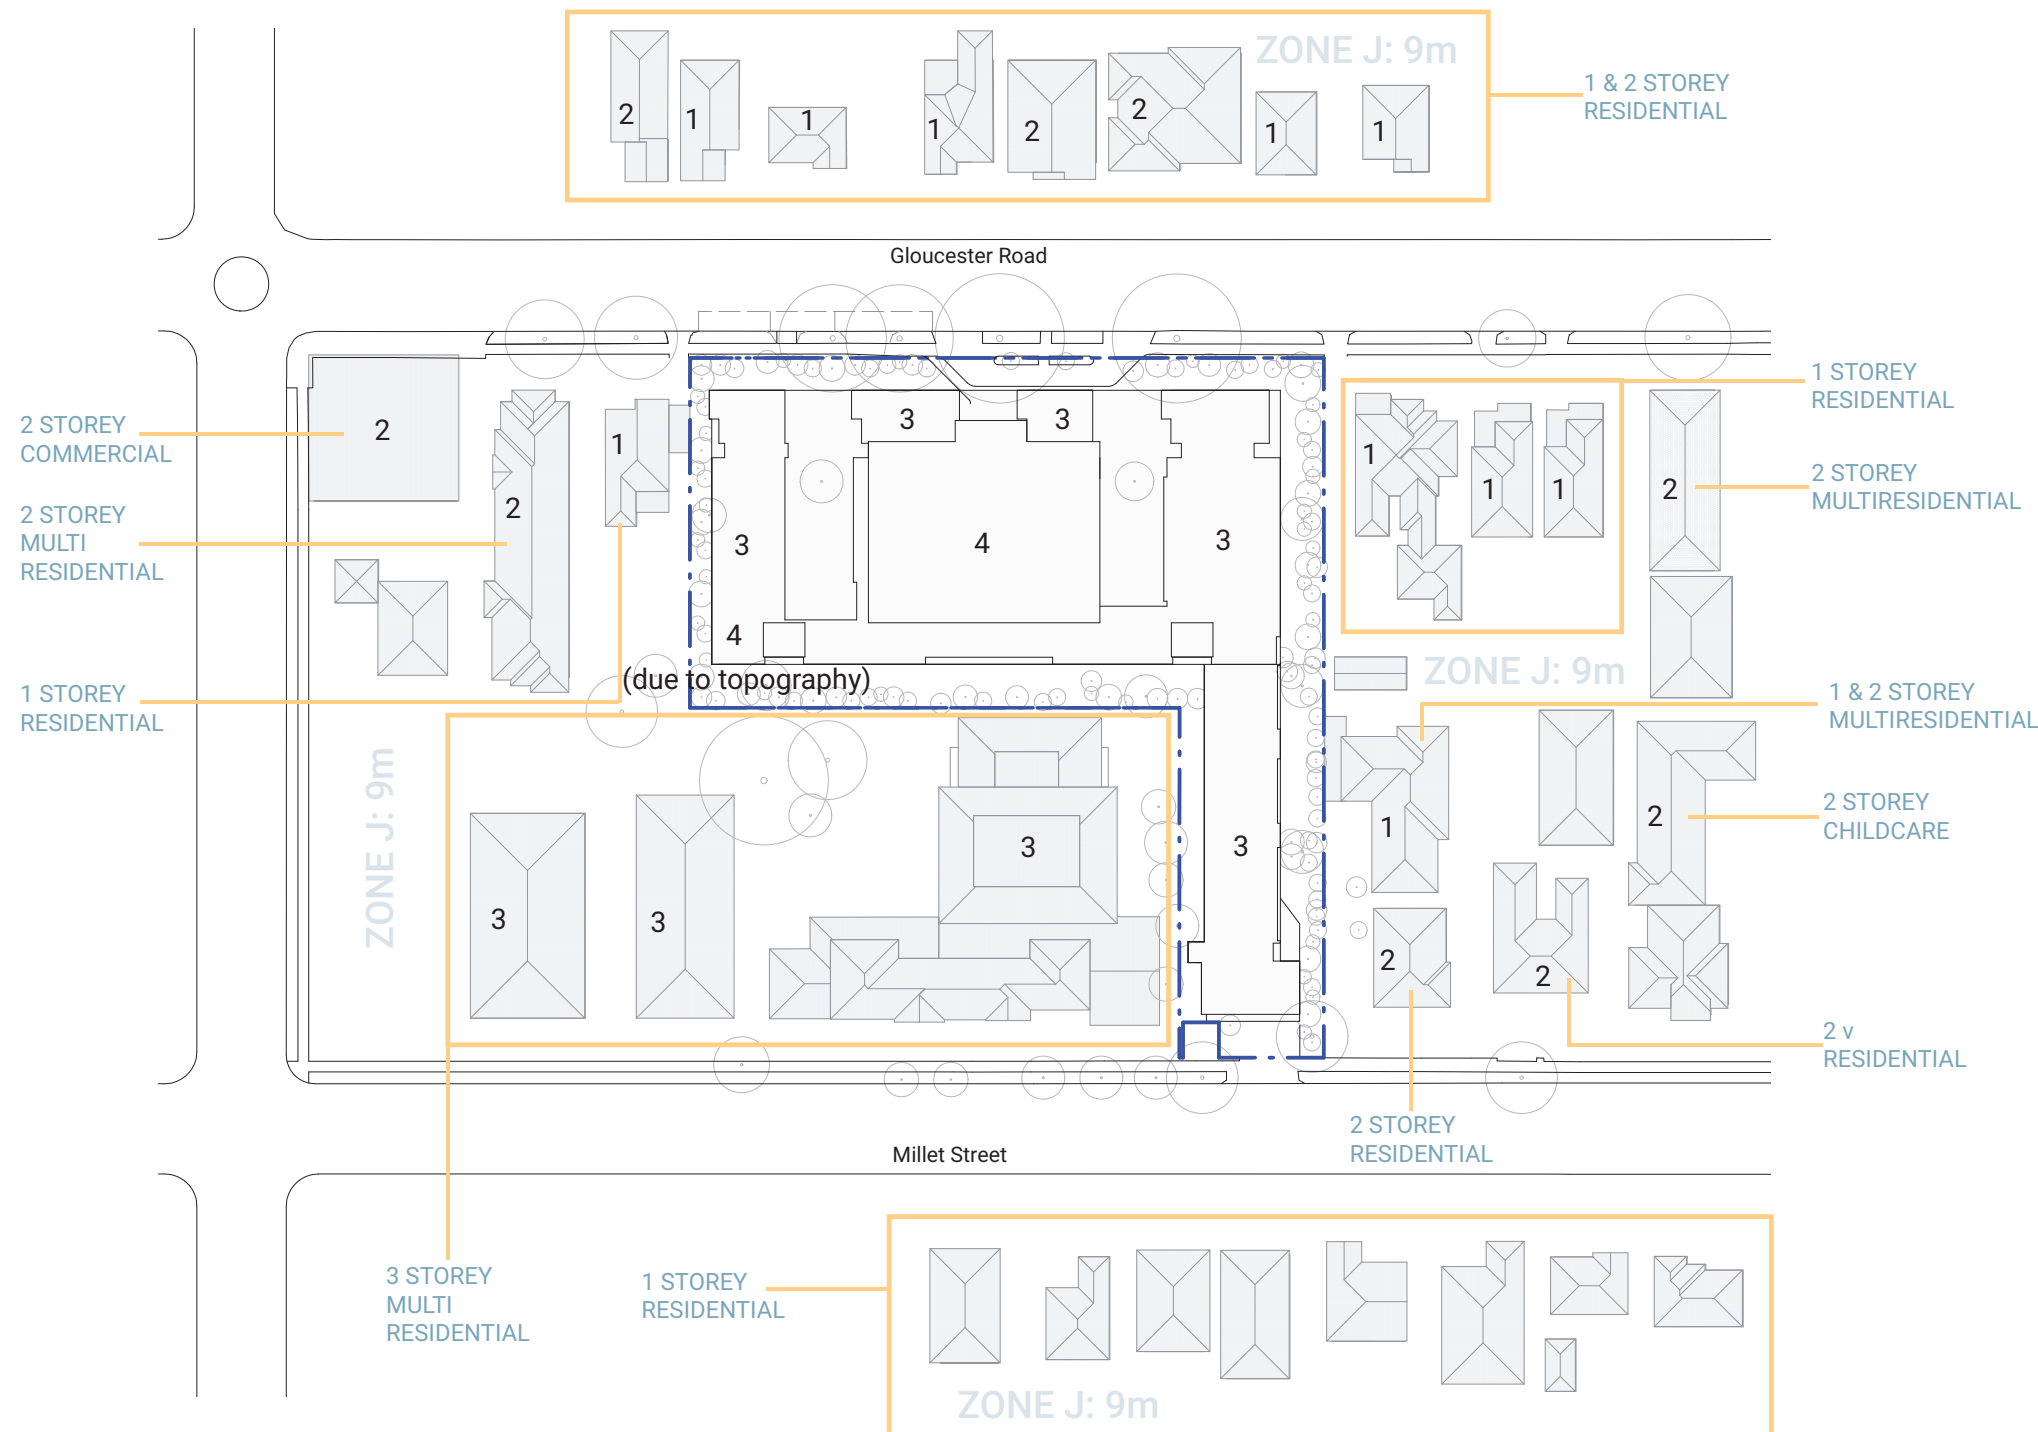 ZONE J: 9m
1 & 2 STOREY
RESIDENTIAL
2
1
1
1
2
2
1
1
Gloucester Road
2 STOREY
COMMERCIAL
2
2 STOREY
MULTI
RESIDENTIAL
2
1
1 STOREY
RESIDENTIAL
3
3
3
4
3
4
(due to topography)
1
1
1
2
1 STOREY
RESIDENTIAL
2 STOREY
MULTIRESIDENTIAL
ZONE J: 9m
1 & 2 STOREY
MULTIRESIDENTIAL
ZONE J: 9m
3
3
3
3
1
2
2 STOREY
CHILDCARE
2
2
2 v
RESIDENTIAL
2 STOREY
RESIDENTIAL
Millet Street
3 STOREY
MULTI
RESIDENTIAL
1 STOREY
RESIDENTIAL
ZONE J: 9m